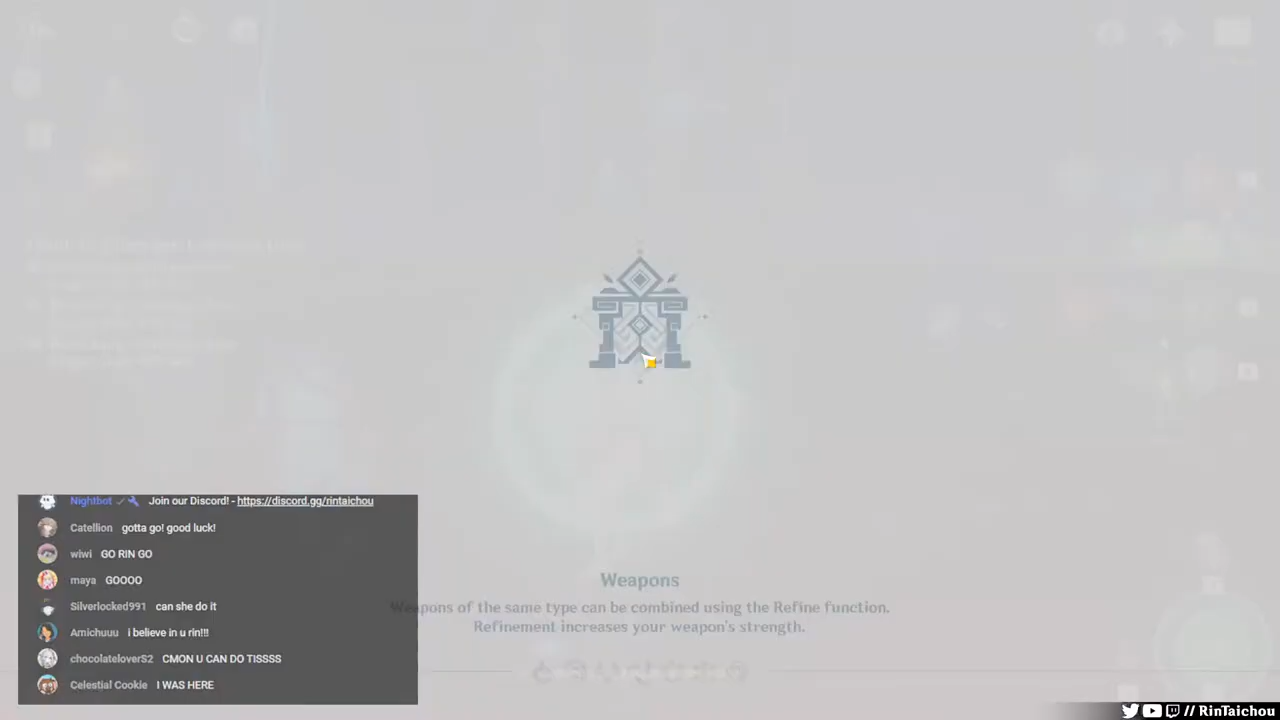 Nightbot Join our Discord! - https://discord.gg/rintaichou
Catellion gotta go! good luck!
wiwi GO RIN GO
maya GOOOO
Silverlocked991 can she do it
Amichuuu i believe in u rin!!!
chocolateloverS2 CMON U CAN DO TISSSS
Celestial Cookie I WAS HERE
Weapons
Weapons of the same type can be combined using the Refine function.
Refinement increases your weapon's strength.
// RinTaichou